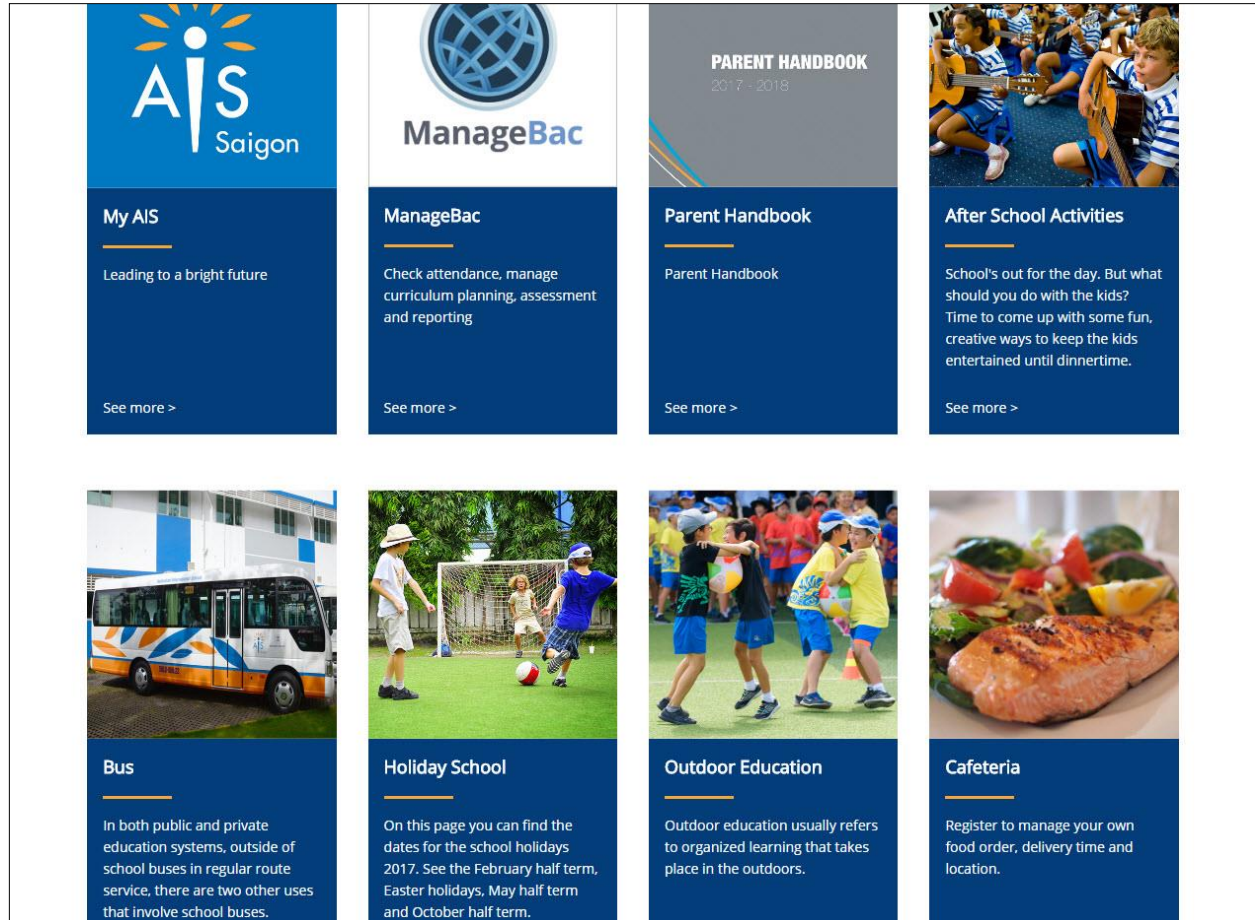 AIS
Saigon
ManageBac
PARENT HANDBOOK
2017 - 2018
My AIS
Leading to a bright future
See more >
ManageBac
Check attendance, manage
curriculum planning, assessment
and reporting
See more >
Parent Handbook
Parent Handbook
See more >
After School Activities
School's out for the day. But what
should you do with the kids?
Time to come up with some fun,
creative ways to keep the kids
entertained until dinnertime.
See more >
AIS
Bus
In both public and private
education systems, outside of
school buses in regular route
service, there are two other uses
that involve school buses.
Holiday School
On this page you can find the
dates for the school holidays
2017. See the February half term,
Easter holidays, May half term
and October half term.
Outdoor Education
Outdoor education usually refers
to organized learning that takes
place in the outdoors.
Cafeteria
Register to manage your own
food order, delivery time and
location.